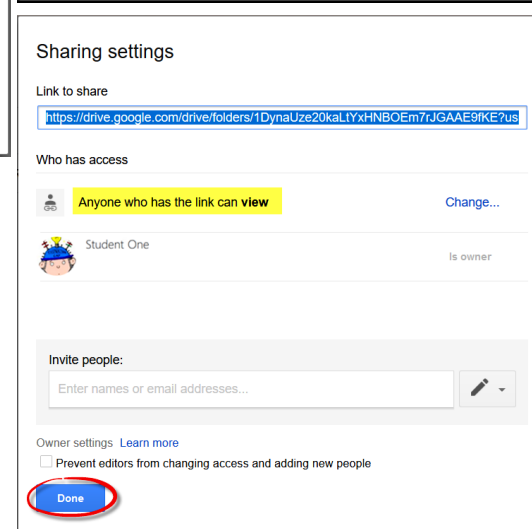 Sharing settings
Link to share
https://drive.google.com/drive/folders/1DynaUze20kaLtYxHNBOEm7rJGAAE9fKE?us
Who has access
Anyone who has the link can view
Change...
Student One
Is owner
Invite people:
Enter names or email addresses...
Owner settings Learn more
Prevent editors from changing access and adding new people
Done